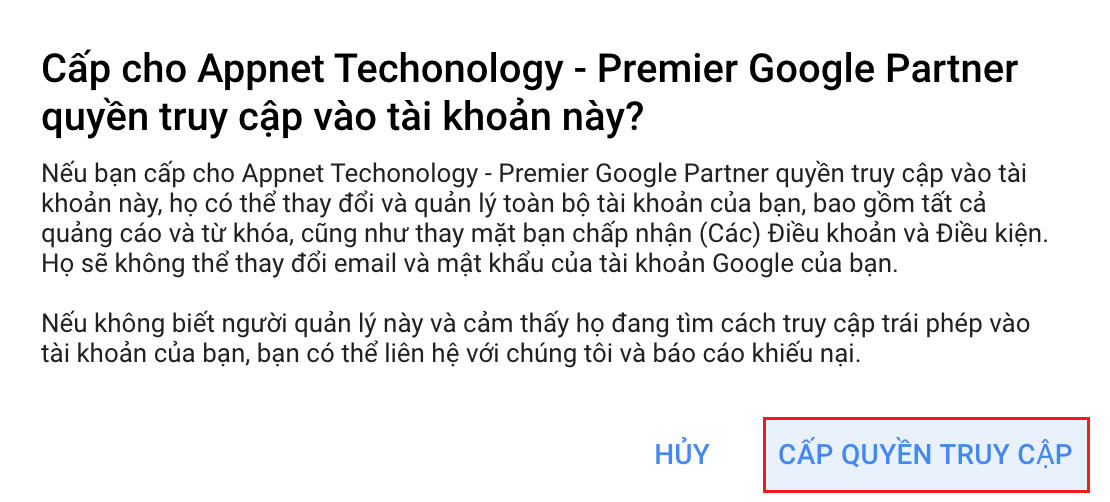 Cấp cho Appnet Techonology - Premier Google Partner
quyền truy cập vào tài khoản này?
Nếu bạn cấp cho Appnet Techonology - Premier Google Partner quyền truy cập vào tài
khoản này, họ có thể thay đổi và quản lý toàn bộ tài khoản của bạn, bao gồm tất cả
quảng cáo và từ khóa, cũng như thay mặt bạn chấp nhận (Các) Điều khoản và Điều kiện.
Họ sẽ không thể thay đổi email và mật khẩu của tài khoản Google của bạn.
Nếu không biết người quản lý này và cảm thấy họ đang tìm cách truy cập trái phép vào
tài khoản của bạn, bạn có thể liên hệ với chúng tôi và báo cáo khiếu nại.
HỦY CẤP QUYỀN TRUY CẬP